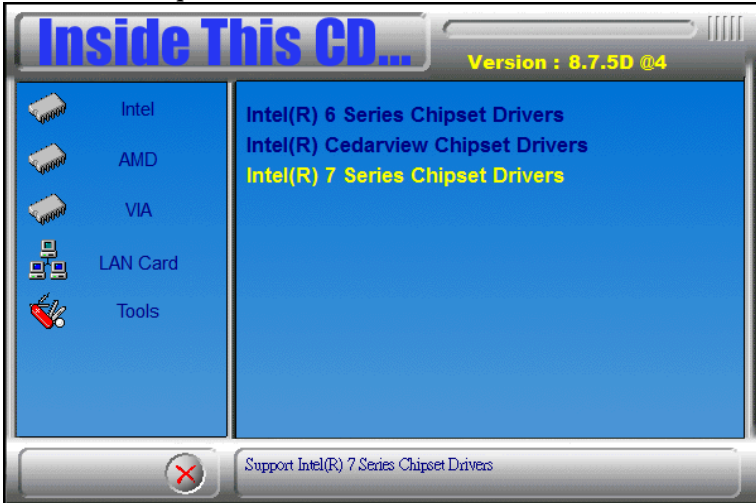 Inside This CD...
Version : 8.7.5D @4
Intel
AMD
VIA
LAN Card
Tools
Intel(R) 6 Series Chipset Drivers
Intel(R) Cedarview Chipset Drivers
Intel(R) 7 Series Chipset Drivers
Support Intel(R) 7 Series Chipset Drivers